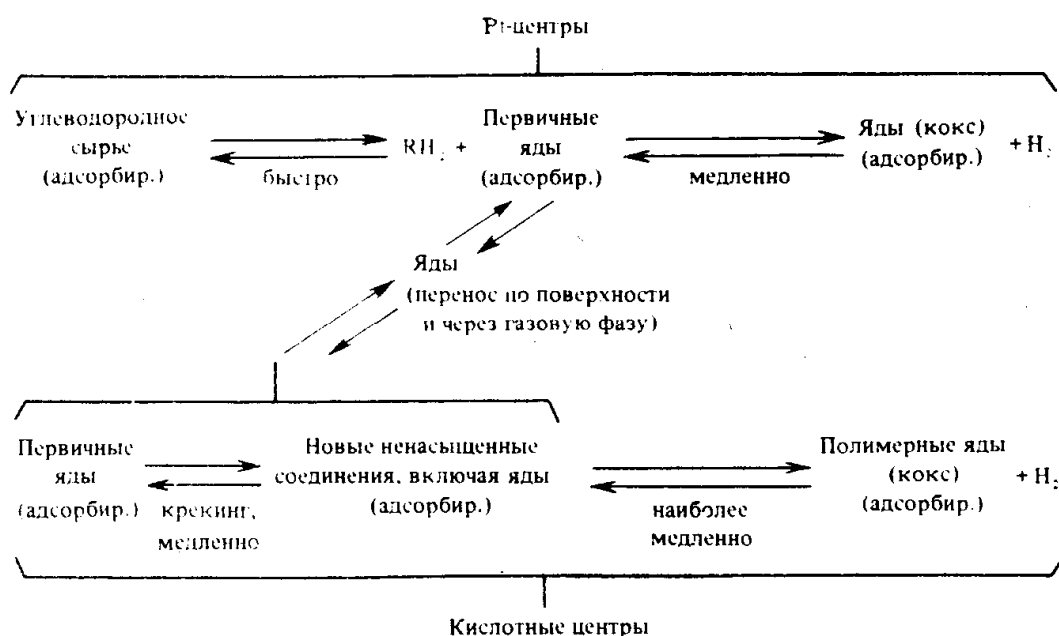 Pt-центры
Углеводородное
сырье
(адсорбир.)
быстро
RH₂ +
Первичные
яды
(адсорбир.)
медленно
Яды (кокс)
(адсорбир.)
+ H₂
Яды
(перенос по поверхности
и через газовую фазу)
Первичные
яды
(адсорбир.)
крекинг,
медленно
Новые ненасыщенные
соединения, включая яды
(адсорбир.)
наиболее
медленно
Полимерные яды
(кокс)
(адсорбир.)
+ H₂
Кислотные центры